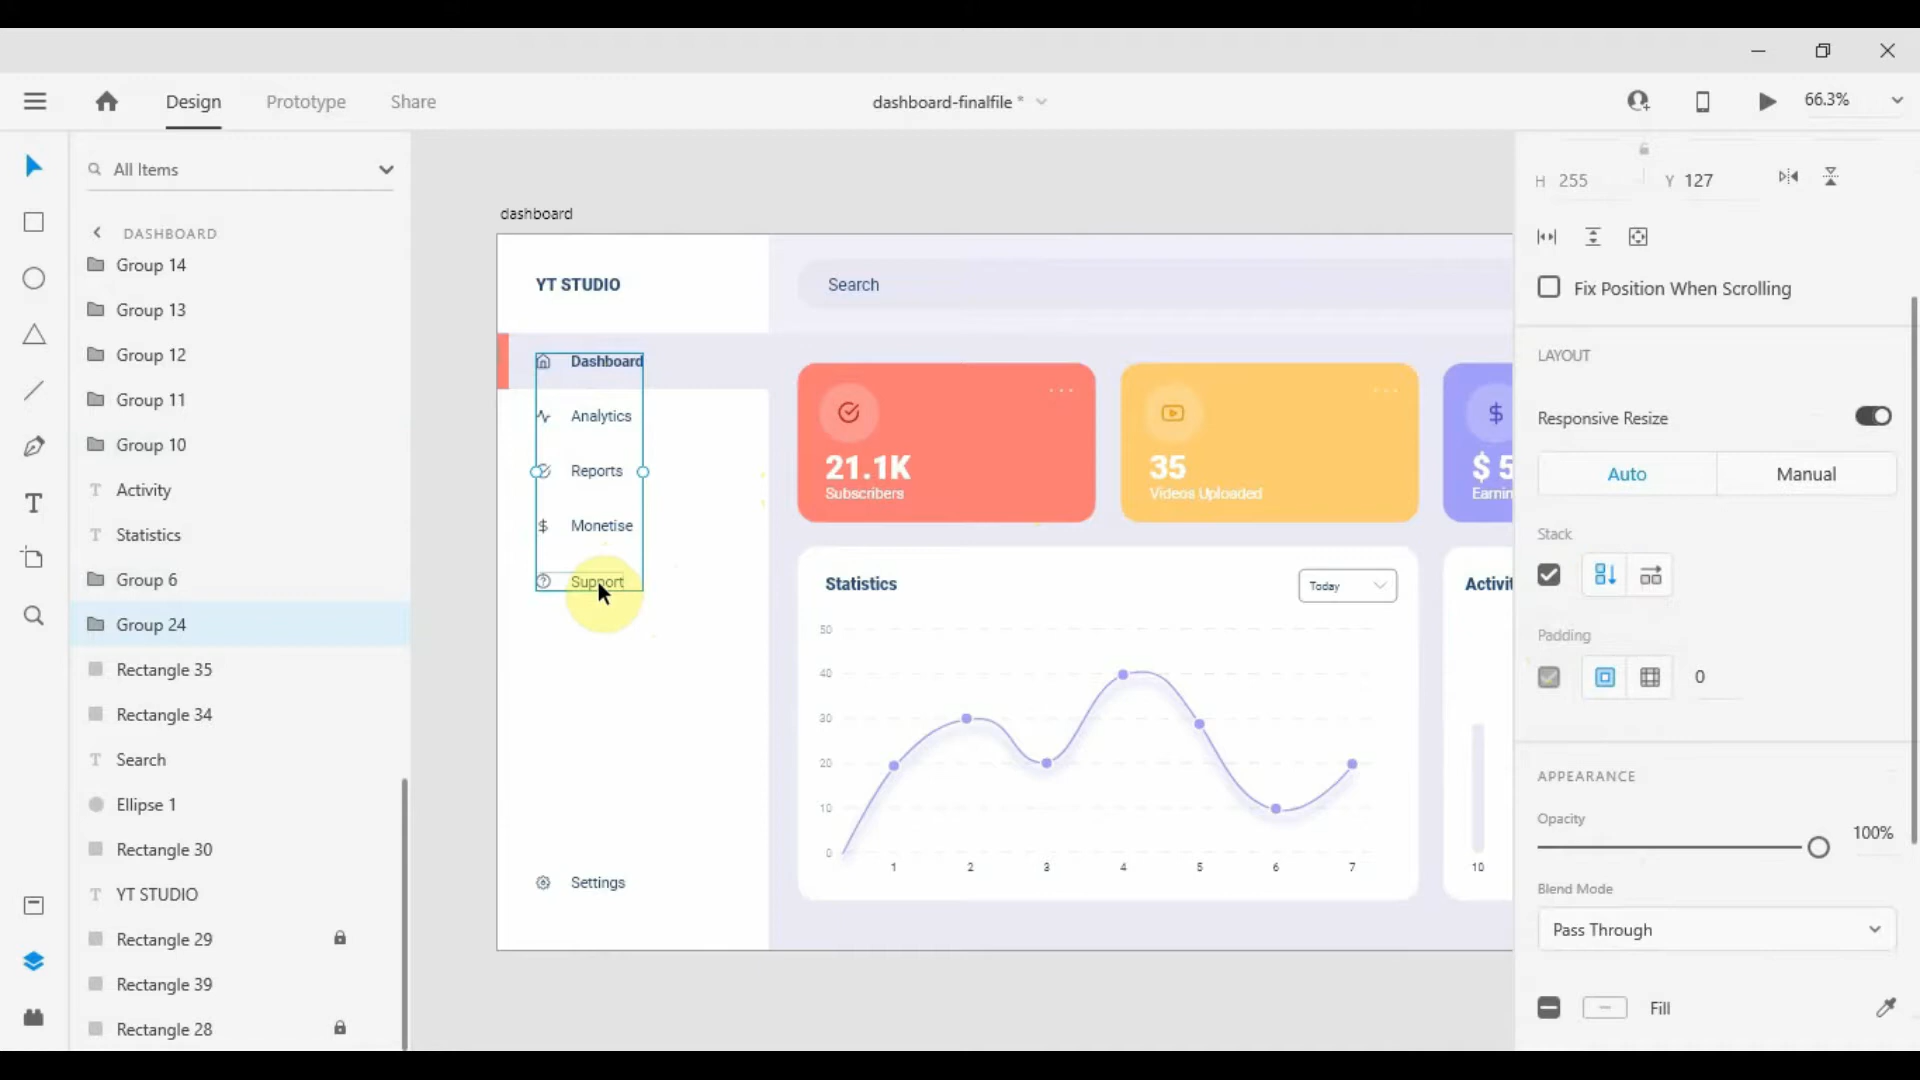 Design
Prototype
Share
dashboard-finalfile *
66.3%
All Items
DASHBOARD
Group 14
Group 13
Group 12
Group 11
Group 10
Activity
Statistics
Group 6
Group 24
Rectangle 35
Rectangle 34
Search
Ellipse 1
Rectangle 30
YT STUDIO
Rectangle 29
Rectangle 39
Rectangle 28
dashboard
YT STUDIO
Search
Dashboard
Analytics
Reports
Monetise
Support
Settings
21.1K
Subscribers
35
Videos Uploaded
$ 5
Earnin
Statistics
Today
Activi
50
40
30
20
10
0
1 2 3 4 5 6 7
10
H 255
Y 127
Fix Position When Scrolling
LAYOUT
Responsive Resize
Auto
Manual
Stack
Padding
0
APPEARANCE
Opacity
100%
Blend Mode
Pass Through
Fill